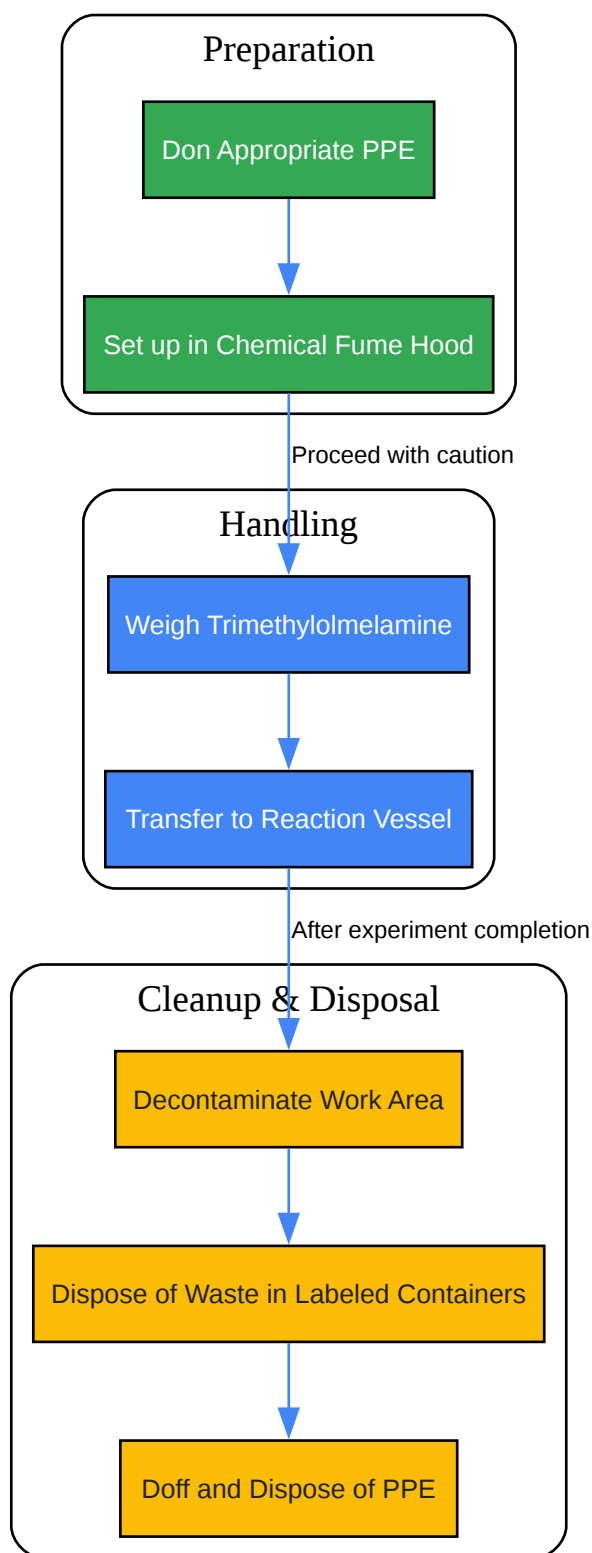 Preparation
Don Appropriate PPE
Set up in Chemical Fume Hood
Proceed with caution
Handling
Weigh Trimethylolmelamine
Transfer to Reaction Vessel
After experiment completion
Cleanup & Disposal
Decontaminate Work Area
Dispose of Waste in Labeled Containers
Doff and Dispose of PPE